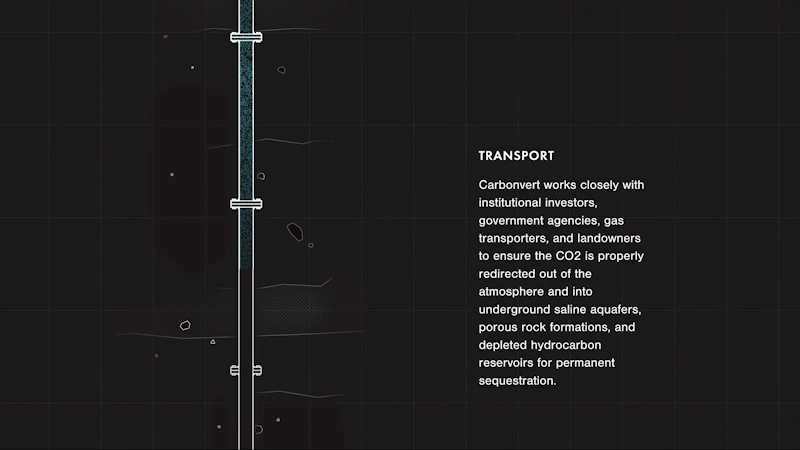 TRANSPORT
Carbonvert works closely with
institutional investors,
government agencies, gas
transporters, and landowners
to ensure the CO2 is properly
redirected out of the
atmosphere and into
underground saline aquafers,
porous rock formations, and
depleted hydrocarbon
reservoirs for permanent
sequestration.